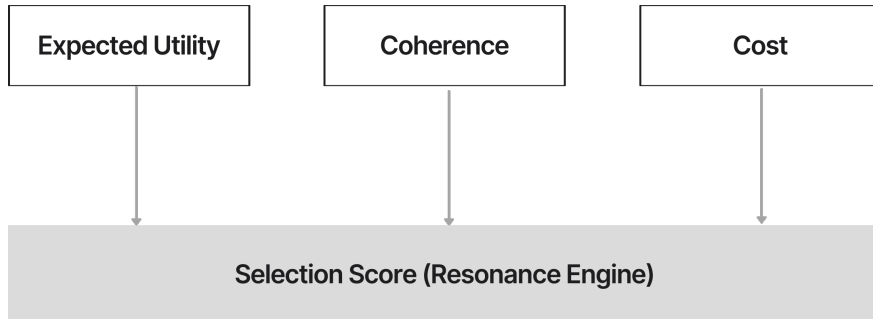 Expected Utility
Coherence
Cost
Selection Score (Resonance Engine)